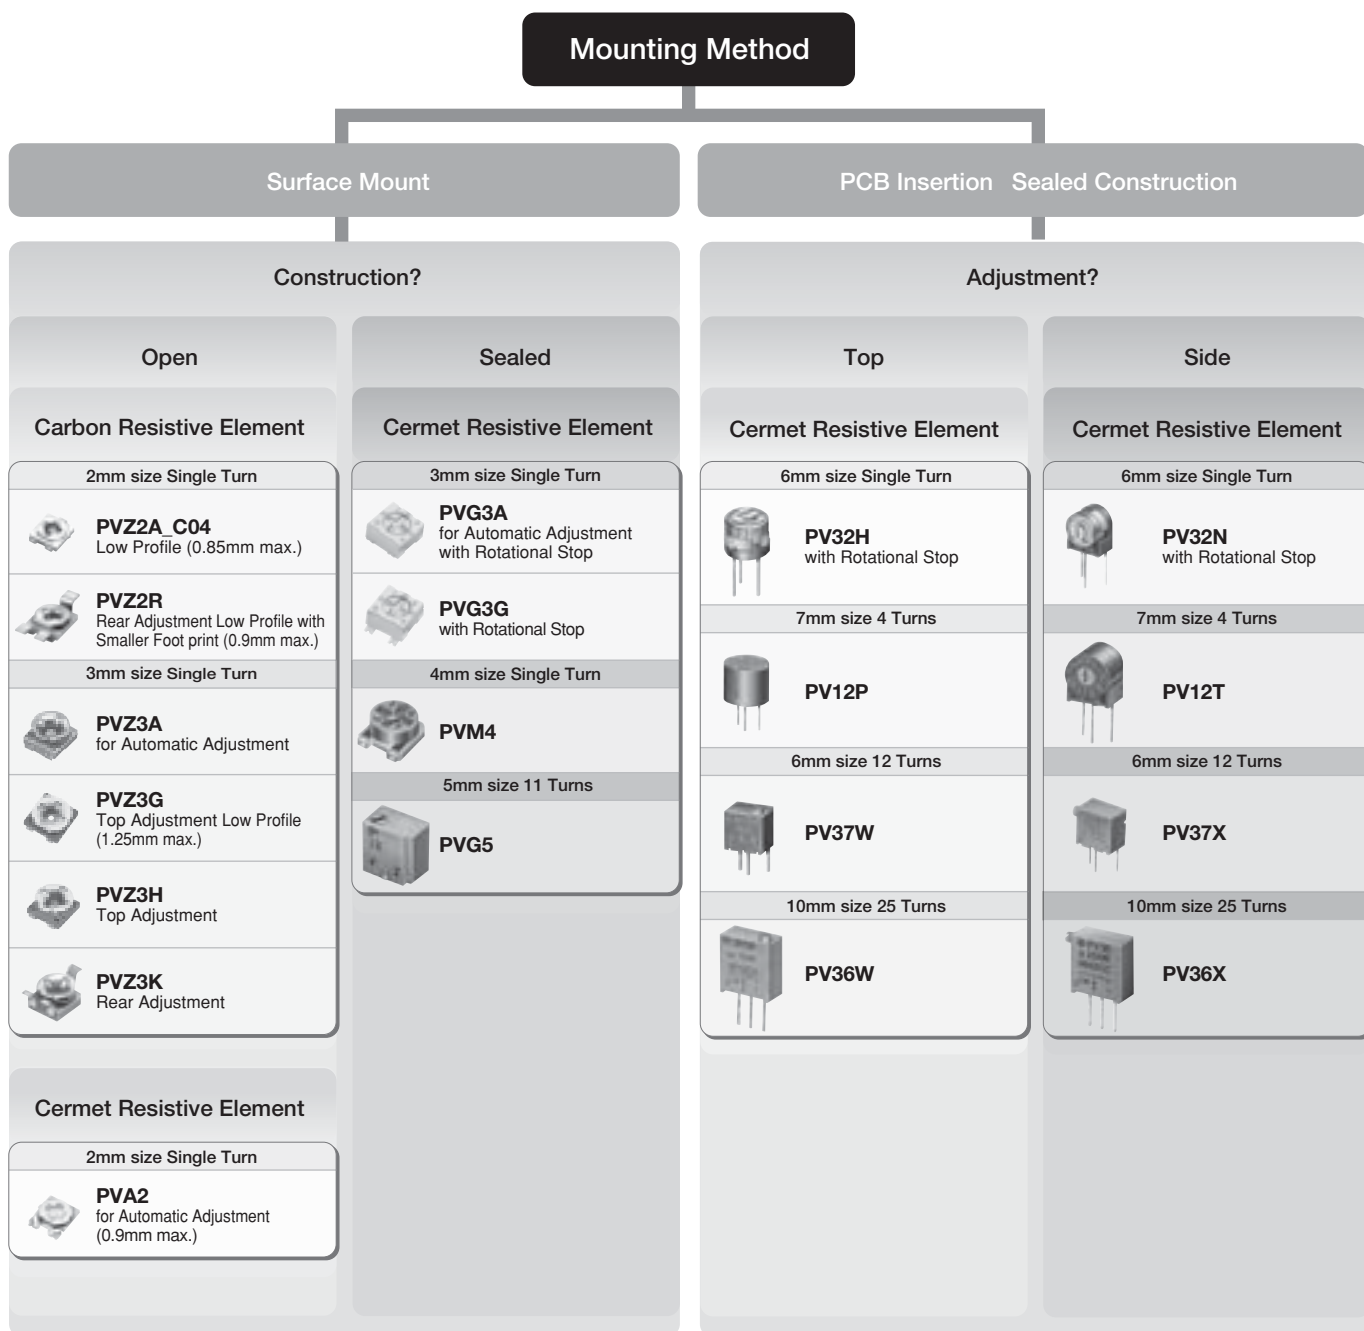 Mounting Method
Surface Mount
PCB Insertion Sealed Construction
Construction?
Adjustment?
Open
Sealed
Top
Side
Carbon Resistive Element
2mm size Single Turn
PVZ2A_C04
Low Profile (0.85mm max.)
PVZ2R
Rear Adjustment Low Profile with
Smaller Foot print (0.9mm max.)
3mm size Single Turn
PVZ3A
for Automatic Adjustment
PVZ3G
Top Adjustment Low Profile
(1.25mm max.)
PVZ3H
Top Adjustment
PVZ3K
Rear Adjustment
Cermet Resistive Element
2mm size Single Turn
PVA2
for Automatic Adjustment
(0.9mm max.)
Cermet Resistive Element
3mm size Single Turn
PVG3A
for Automatic Adjustment
with Rotational Stop
PVG3G
with Rotational Stop
4mm size Single Turn
PVM4
5mm size 11 Turns
PVG5
Cermet Resistive Element
6mm size Single Turn
PV32H
with Rotational Stop
7mm size 4 Turns
PV12P
6mm size 12 Turns
PV37W
10mm size 25 Turns
PV36W
Cermet Resistive Element
6mm size Single Turn
PV32N
with Rotational Stop
7mm size 4 Turns
PV12T
6mm size 12 Turns
PV37X
10mm size 25 Turns
PV36X